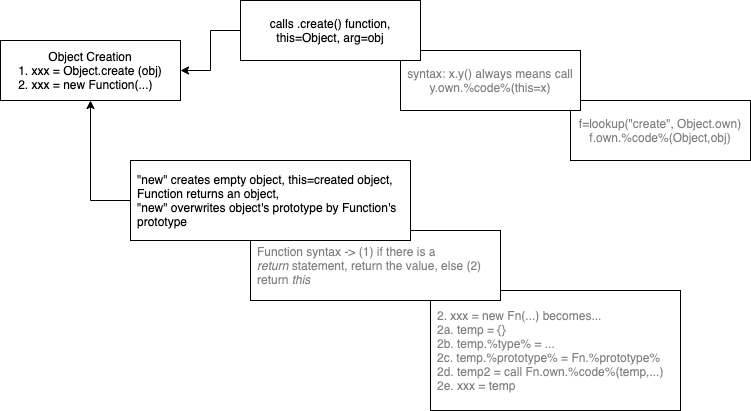 calls .create() function,
this=Object, arg=obj
Object Creation
1. xxx = Object.create (obj)
2. xxx = new Function(...)
syntax: x.y() always means call
y.own.%code%(this=x)
f=lookup("create", Object.own)
f.own.%code%(Object,obj)
"new" creates empty object, this=created object,
Function returns an object,
"new" overwrites object's prototype by Function's
prototype
Function syntax -> (1) if there is a
return statement, return the value, else (2)
return this
2. xxx = new Fn(...) becomes...
2a. temp = {}
2b. temp.%type% = ...
2c. temp.%prototype% = Fn.%prototype%
2d. temp2 = call Fn.own.%code%(temp,...)
2e. xxx = temp